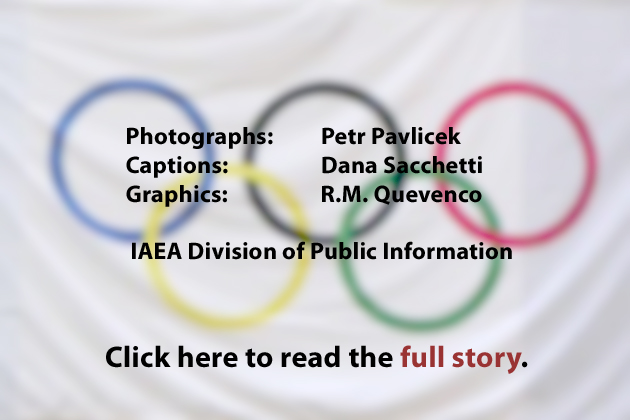 Photographs: Petr Pavlicek
Captions: Dana Sacchetti
Graphics: R.M. Quevenco
IAEA Division of Public Information
Click here to read the full story.